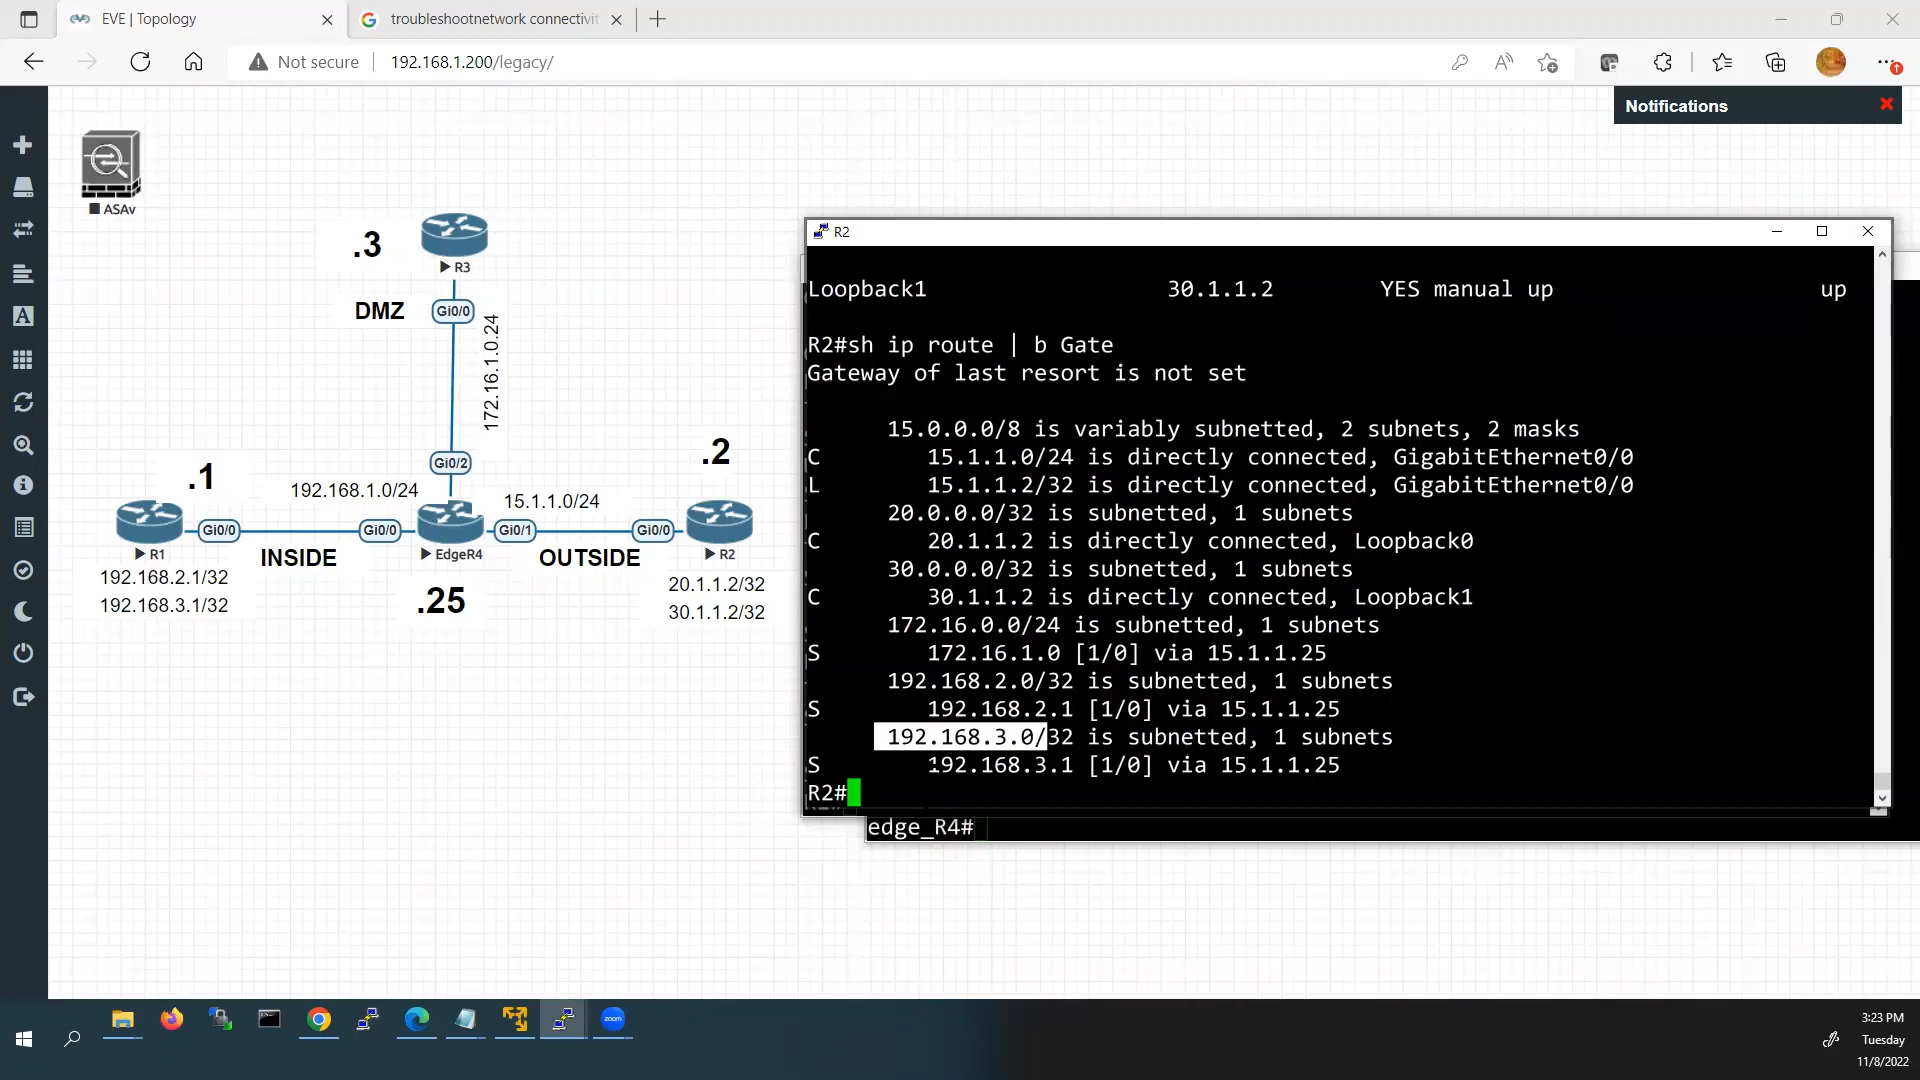 EVE | Topology
troubleshootnetwork connectivit
Not secure
192.168.1.200/legacy/
Notifications
ASAv
.3
R3
DMZ
Gi0/0
172.16.1.0.24
Gi0/2
.1
192.168.1.0/24
15.1.1.0/24
.2
Gi0/0
Gi0/0
Gi0/1
Gi0/0
R1
INSIDE
EdgeR4
OUTSIDE
R2
192.168.2.1/32
192.168.3.1/32
.25
20.1.1.2/32
30.1.1.2/32
R2
Loopback1 30.1.1.2 YES manual up up
R2#sh ip route | b Gate
Gateway of last resort is not set
15.0.0.0/8 is variably subnetted, 2 subnets, 2 masks
C 15.1.1.0/24 is directly connected, GigabitEthernet0/0
L 15.1.1.2/32 is directly connected, GigabitEthernet0/0
20.0.0.0/32 is subnetted, 1 subnets
C 20.1.1.2 is directly connected, Loopback0
30.0.0.0/32 is subnetted, 1 subnets
C 30.1.1.2 is directly connected, Loopback1
172.16.0.0/24 is subnetted, 1 subnets
S 172.16.1.0 [1/0] via 15.1.1.25
192.168.2.0/32 is subnetted, 1 subnets
S 192.168.2.1 [1/0] via 15.1.1.25
192.168.3.0/32 is subnetted, 1 subnets
S 192.168.3.1 [1/0] via 15.1.1.25
R2#
edge_R4#
zoom
3:23 PM
Tuesday
11/8/2022